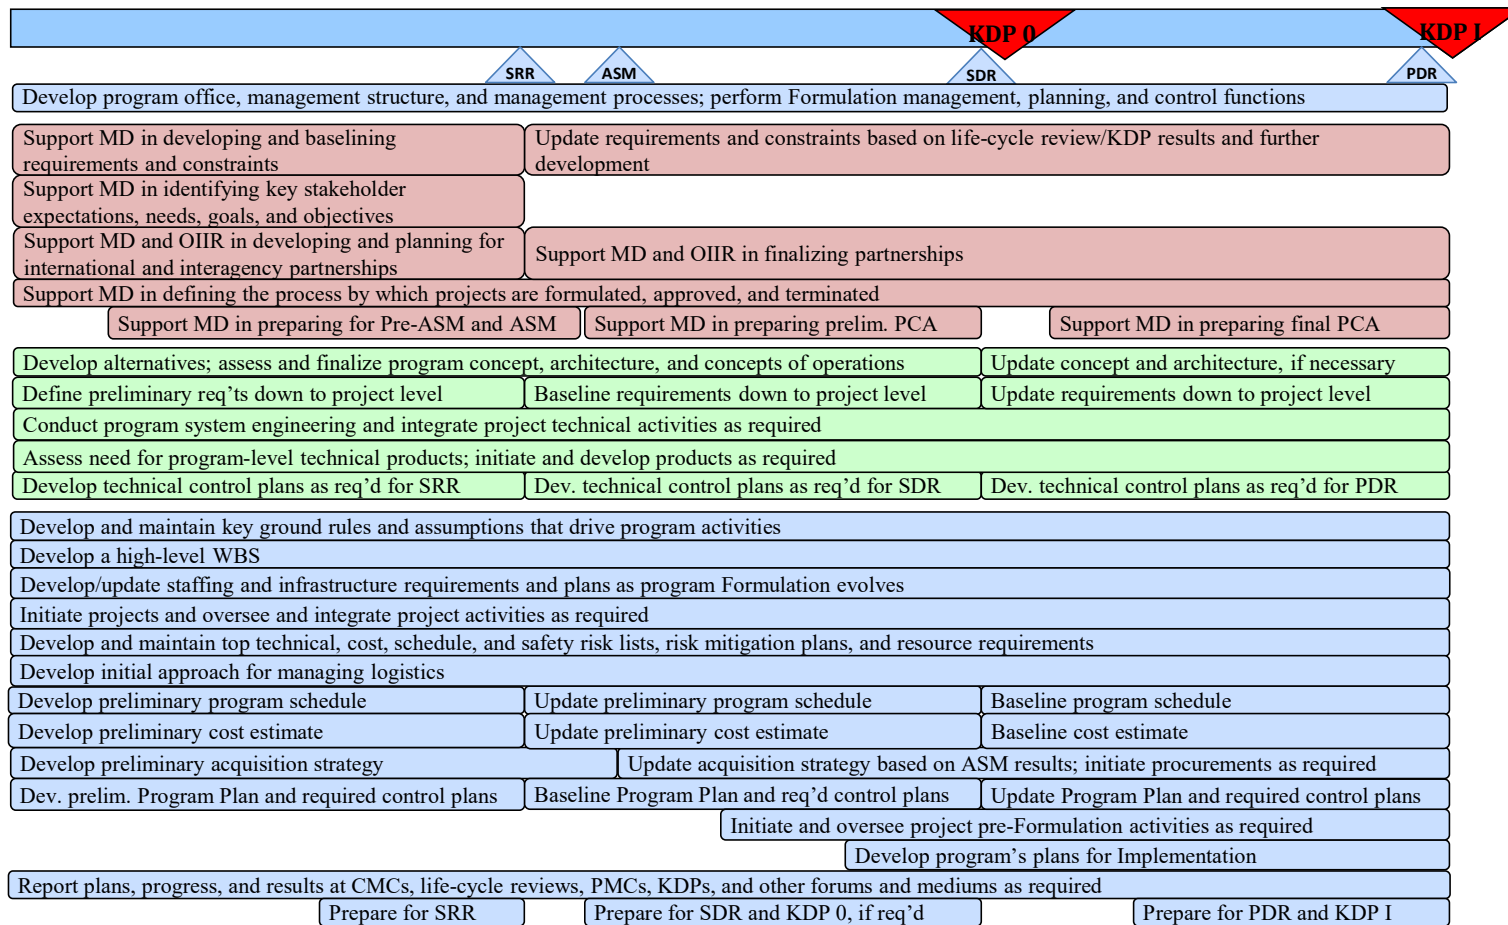 KDP 0
KDP I
SRR
ASM
SDR
PDR
Develop program office, management structure, and management processes; perform Formulation management, planning, and control functions
Support MD in developing and baselining
requirements and constraints
Update requirements and constraints based on life-cycle review/KDP results and further
development
Support MD in identifying key stakeholder
expectations, needs, goals, and objectives
Support MD and OIIR in developing and planning for
international and interagency partnerships
Support MD and OIIR in finalizing partnerships
Support MD in defining the process by which projects are formulated, approved, and terminated
Support MD in preparing for Pre-ASM and ASM
Support MD in preparing prelim. PCA
Support MD in preparing final PCA
Develop alternatives; assess and finalize program concept, architecture, and concepts of operations
Update concept and architecture, if necessary
Define preliminary req'ts down to project level
Baseline requirements down to project level
Update requirements down to project level
Conduct program system engineering and integrate project technical activities as required
Assess need for program-level technical products; initiate and develop products as required
Develop technical control plans as req'd for SRR
Dev. technical control plans as req'd for SDR
Dev. technical control plans as req'd for PDR
Develop and maintain key ground rules and assumptions that drive program activities
Develop a high-level WBS
Develop/update staffing and infrastructure requirements and plans as program Formulation evolves
Initiate projects and oversee and integrate project activities as required
Develop and maintain top technical, cost, schedule, and safety risk lists, risk mitigation plans, and resource requirements
Develop initial approach for managing logistics
Develop preliminary program schedule
Update preliminary program schedule
Baseline program schedule
Develop preliminary cost estimate
Update preliminary cost estimate
Baseline cost estimate
Develop preliminary acquisition strategy
Update acquisition strategy based on ASM results; initiate procurements as required
Dev. prelim. Program Plan and required control plans
Baseline Program Plan and req'd control plans
Update Program Plan and required control plans
Initiate and oversee project pre-Formulation activities as required
Develop program's plans for Implementation
Report plans, progress, and results at CMCs, life-cycle reviews, PMCs, KDPs, and other forums and mediums as required
Prepare for SRR
Prepare for SDR and KDP 0, if req'd
Prepare for PDR and KDP I